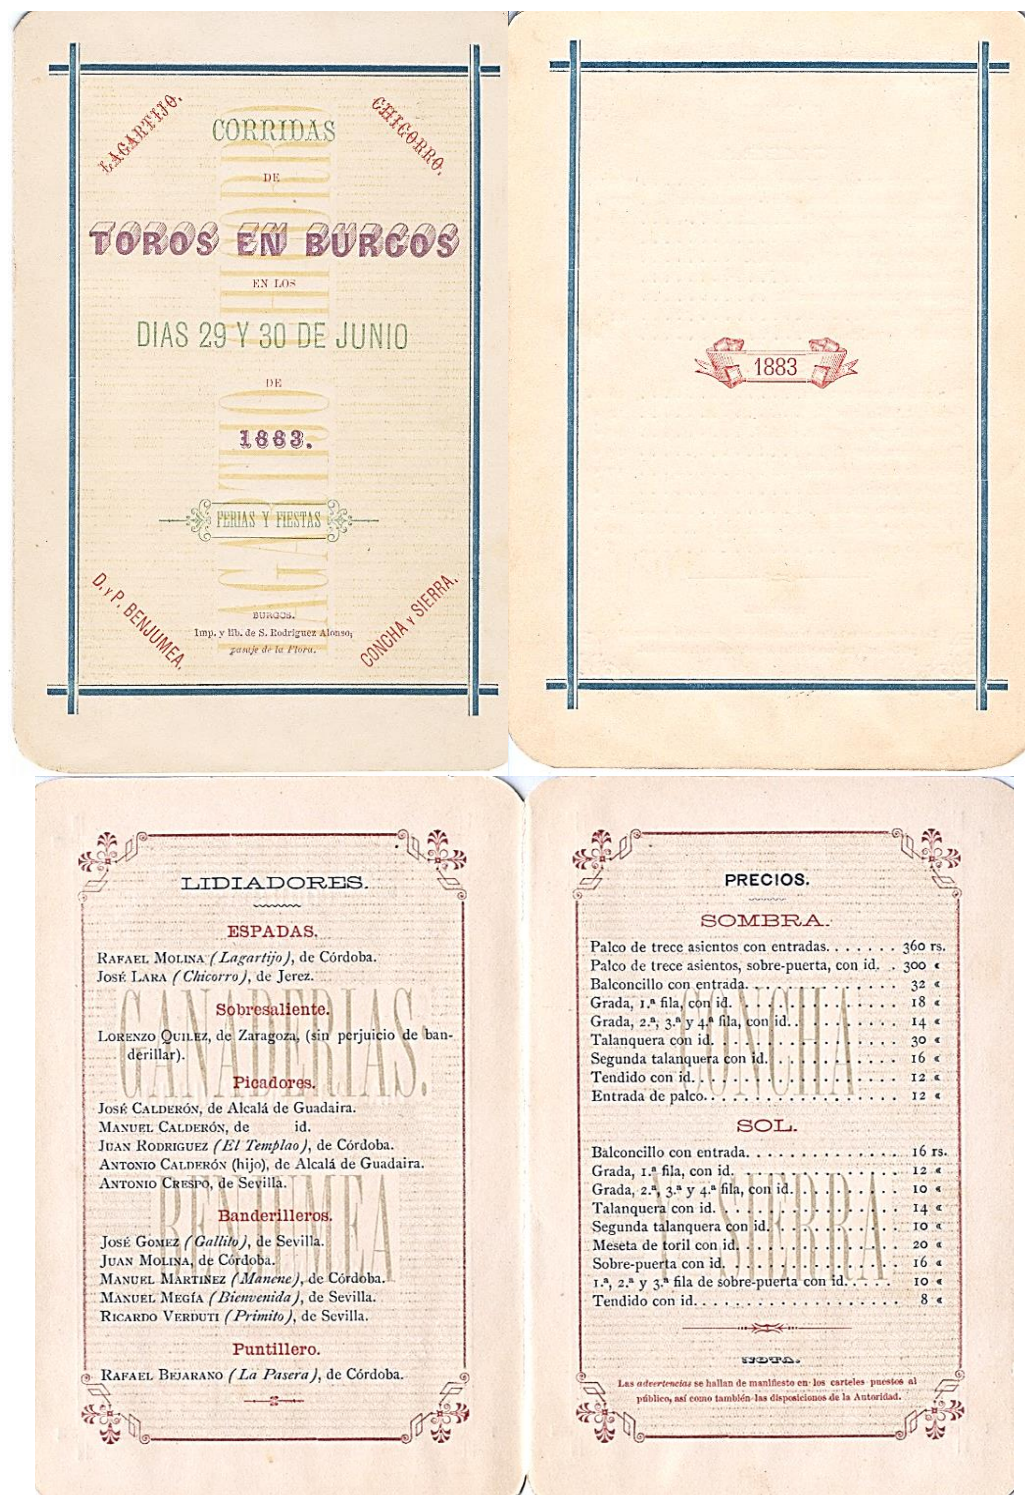 LAGARTIJO.
CHICORRO.
CORRIDAS
DE
TOROS EN BURGOS
EN LOS
DIAS 29 Y 30 DE JUNIO
DE
1883.
FERIAS Y FIESTAS
D. Y P. BENJUMEA.
CONCHA Y SIERRA.
BURGOS.
Imp. y lib. de S. Rodriguez Alonso,
pasaje de la Flora.
1883
LIDIADORES.
ESPADAS.
RAFAEL MOLINA (Lagartijo), de Córdoba.
JOSÉ LARA (Chicorro), de Jerez.
Sobresaliente.
LORENZO QUILEZ, de Zaragoza, (sin perjuicio de ban-
derillar).
Picadores.
JOSÉ CALDERÓN, de Alcalá de Guadaira.
MANUEL CALDERÓN, de id.
JUAN RODRIGUEZ (El Templao), de Córdoba.
ANTONIO CALDERÓN (hijo), de Alcalá de Guadaira.
ANTONIO CRESPO, de Sevilla.
Banderilleros.
JOSÉ GOMEZ (Gallito), de Sevilla.
JUAN MOLINA, de Córdoba.
MANUEL MARTINEZ (Manene), de Córdoba.
MANUEL MEGÍA (Bienvenida), de Sevilla.
RICARDO VERDUTI (Primito), de Sevilla.
Puntillero.
RAFAEL BEJARANO (La Pasera), de Córdoba.
GANADERIAS.
BENJUMEA
PRECIOS.
SOMBRA.
Palco de trece asientos con entradas. . . . . . . 360 rs.
Palco de trece asientos, sobre-puerta, con id. . 300 «
Balconcillo con entrada. . . . . . . . . . . . . . . 32 «
Grada, 1.ª fila, con id. . . . . . . . . . . . . . . . 18 «
Grada, 2.ª, 3.ª y 4.ª fila, con id. . . . . . . . . . 14 «
Talanquera con id. . . . . . . . . . . . . . . . . . 30 «
Segunda talanquera con id. . . . . . . . . . . . . 16 «
Tendido con id. . . . . . . . . . . . . . . . . . . . 12 «
Entrada de palco. . . . . . . . . . . . . . . . . . . 12 «
SOL.
Balconcillo con entrada. . . . . . . . . . . . . . . 16 rs.
Grada, 1.ª fila, con id. . . . . . . . . . . . . . . . 12 «
Grada, 2.ª, 3.ª y 4.ª fila, con id. . . . . . . . . . 10 «
Talanquera con id. . . . . . . . . . . . . . . . . . 14 «
Segunda talanquera con id. . . . . . . . . . . . . 10 «
Meseta de toril con id. . . . . . . . . . . . . . . . 20 «
Sobre-puerta con id. . . . . . . . . . . . . . . . . 16 «
1.ª, 2.ª y 3.ª fila de sobre-puerta con id. . . . . 10 «
Tendido con id. . . . . . . . . . . . . . . . . . . . 8 «
NOTA.
Las advertencias se hallan de manifiesto en los carteles puestos al
público, así como también las disposiciones de la Autoridad.
CONCHA
Y SIERRA